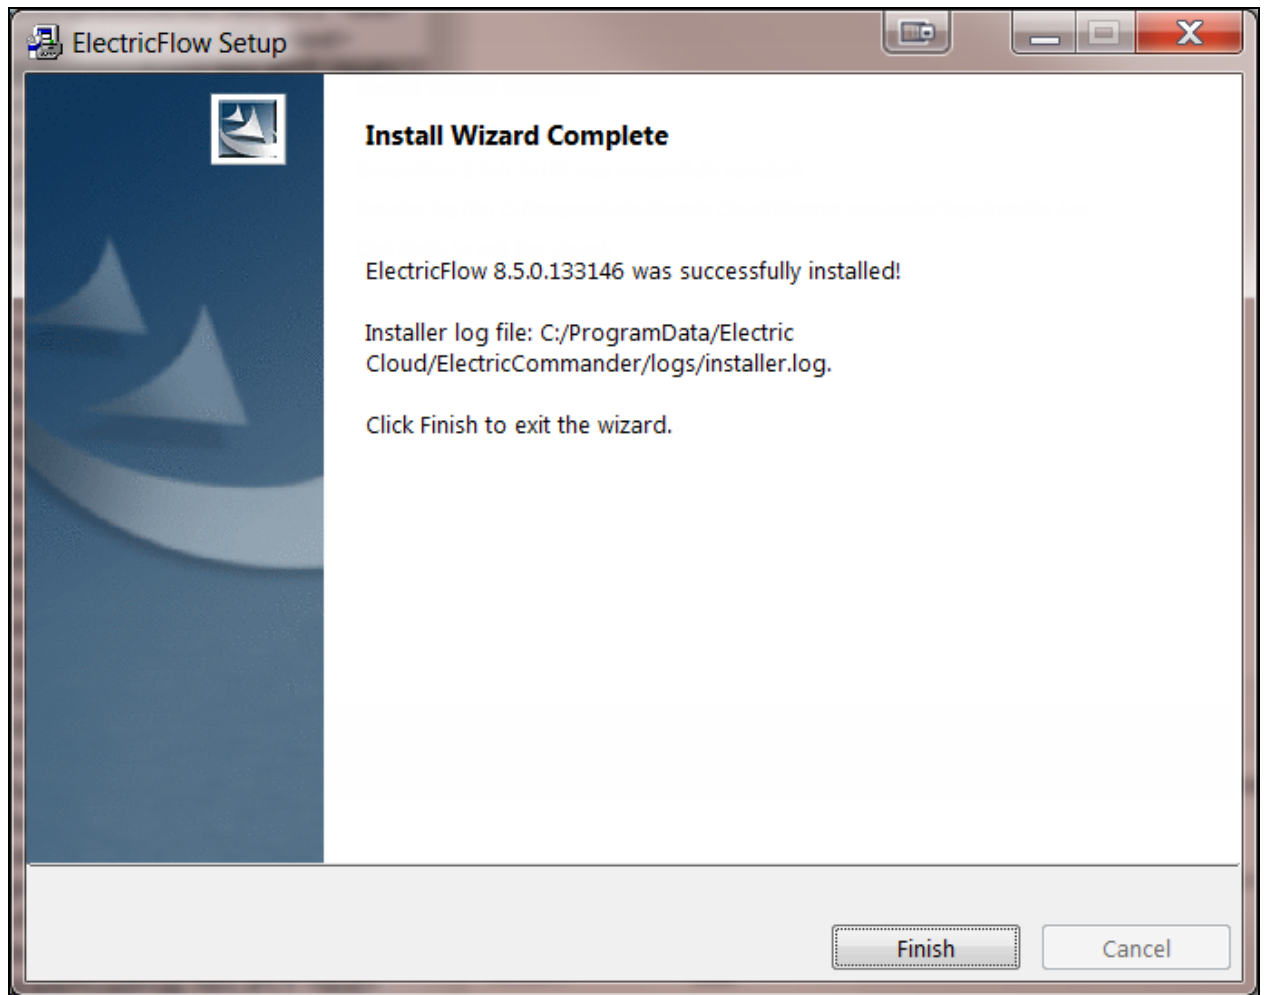 ElectricFlow Setup
Install Wizard Complete
ElectricFlow 8.5.0.133146 was successfully installed!
Installer log file: C:/ProgramData/Electric
Cloud/ElectricCommander/logs/installer.log.
Click Finish to exit the wizard.
Finish
Cancel